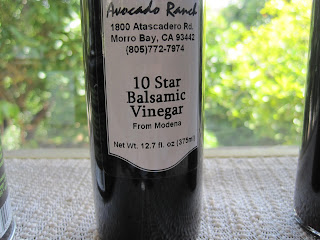 Avocado Ranch
1800 Atascadero Rd.
Morro Bay, CA 93442
(805)772-7974
10 Star
Balsamic
Vinegar
From Modena
Net Wt. 12.7 fl. oz (375ml)